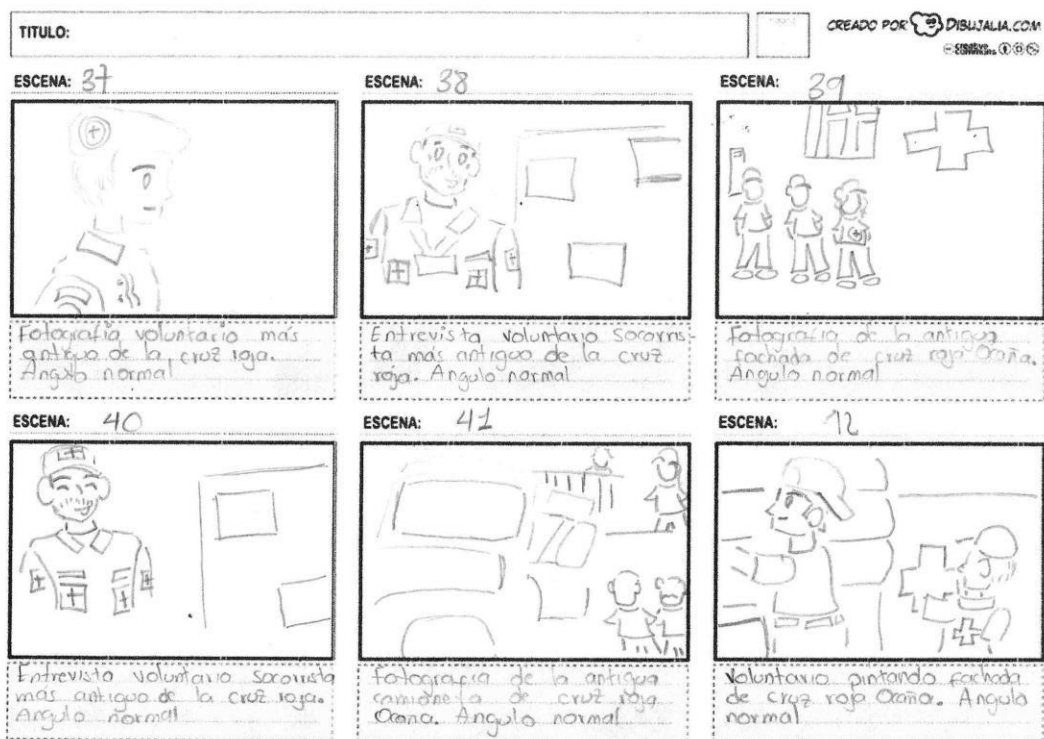 TITULO:
CREADO POR DIBUJALIA.COM
ESCENA: 37
ESCENA: 38
ESCENA: 39
Fotografía voluntario más
antiguo de la cruz roja.
Angulo normal
Entrevista voluntario socorris-
ta más antiguo de la cruz
roja. Angulo normal
Fotografia de la antigua
fachada de cruz roja Ocaña.
Angulo normal
ESCENA: 40
ESCENA: 41
ESCENA:
Entrevista voluntario socorrista
más antiguo de la cruz roja.
Angulo normal
Fotografia de la antigua
camioneta de cruz roja
Ocaña. Angulo normal
Voluntario pintando fachada
de cruz roja Ocaña. Angulo
normal